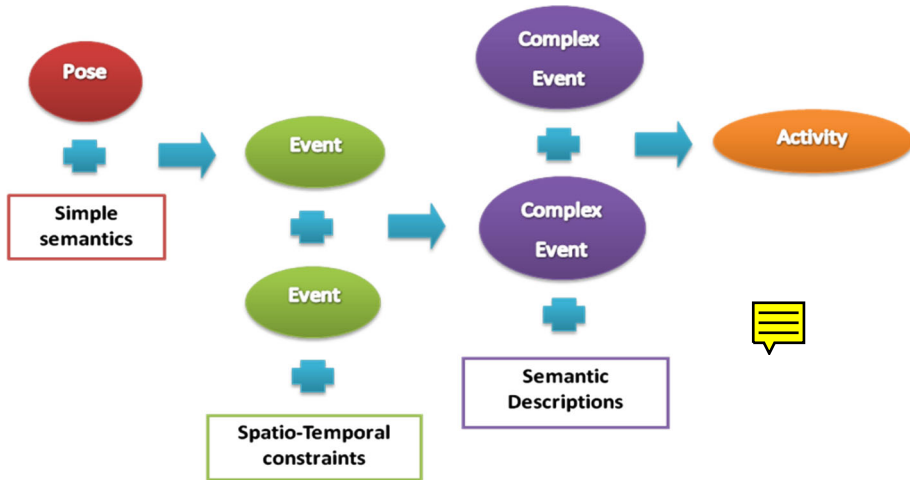 Pose
Simple
semantics
Event
Event
Spatio-Temporal
constraints
Complex
Event
Complex
Event
Semantic
Descriptions
Activity